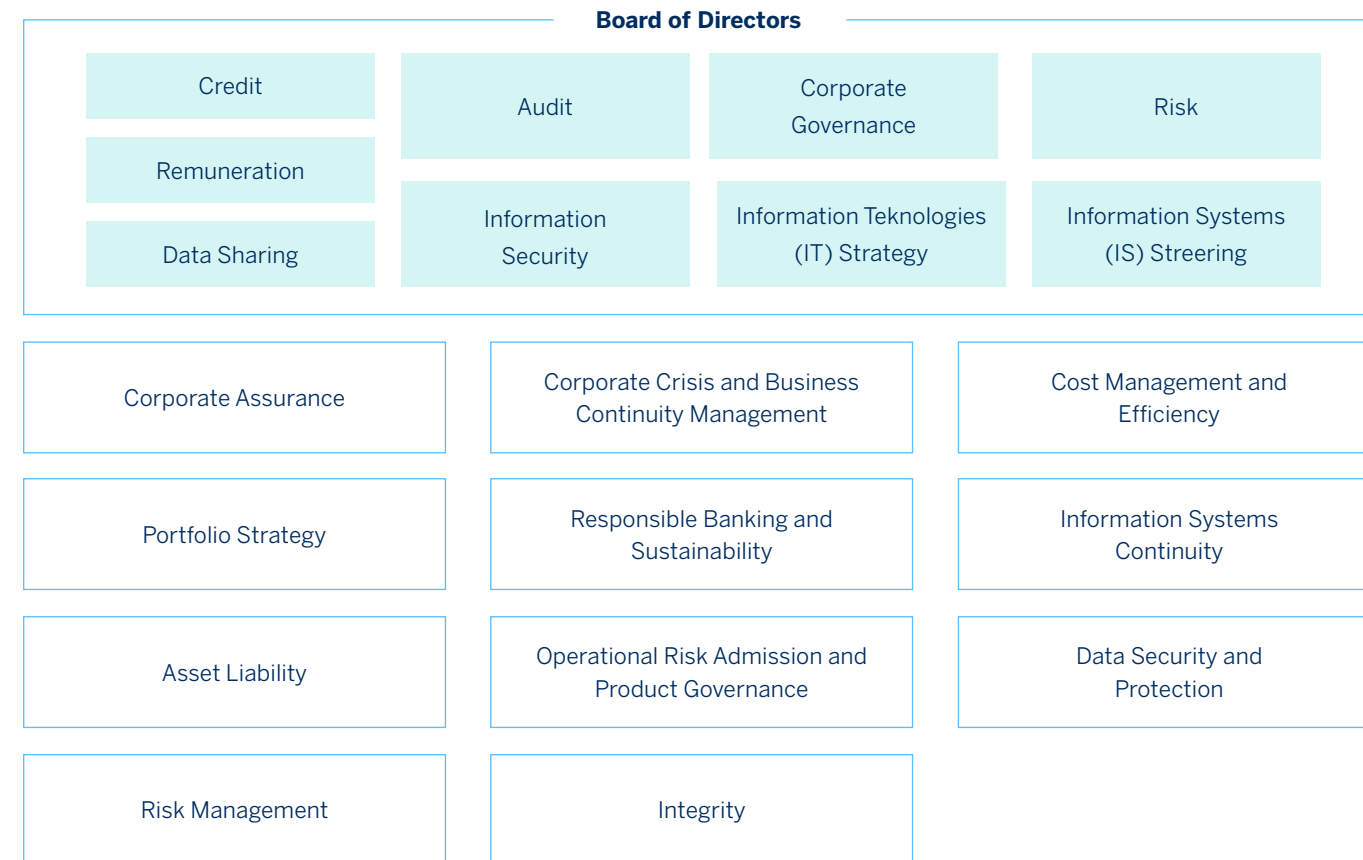 Board of Directors
Credit
Remuneration
Data Sharing
Audit
Corporate
Governance
Risk
Information
Security
Information Teknologies
(IT) Strategy
Information Systems
(IS) Streering
Corporate Assurance
Corporate Crisis and Business
Continuity Management
Cost Management and
Efficiency
Portfolio Strategy
Responsible Banking and
Sustainability
Information Systems
Continuity
Asset Liability
Operational Risk Admission and
Product Governance
Data Security and
Protection
Risk Management
Integrity